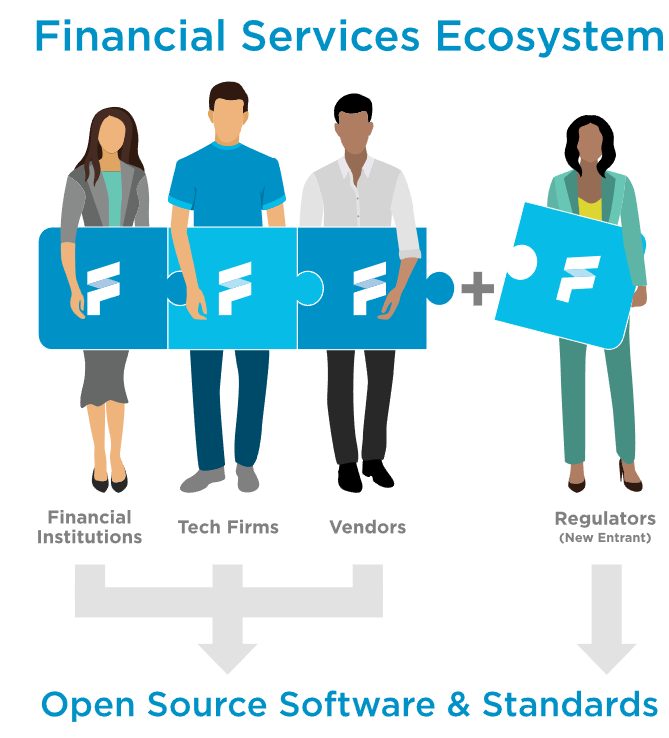 Financial Services Ecosystem
F F F + F
Financial
Institutions
Tech Firms
Vendors
Regulators
(New Entrant)
Open Source Software & Standards